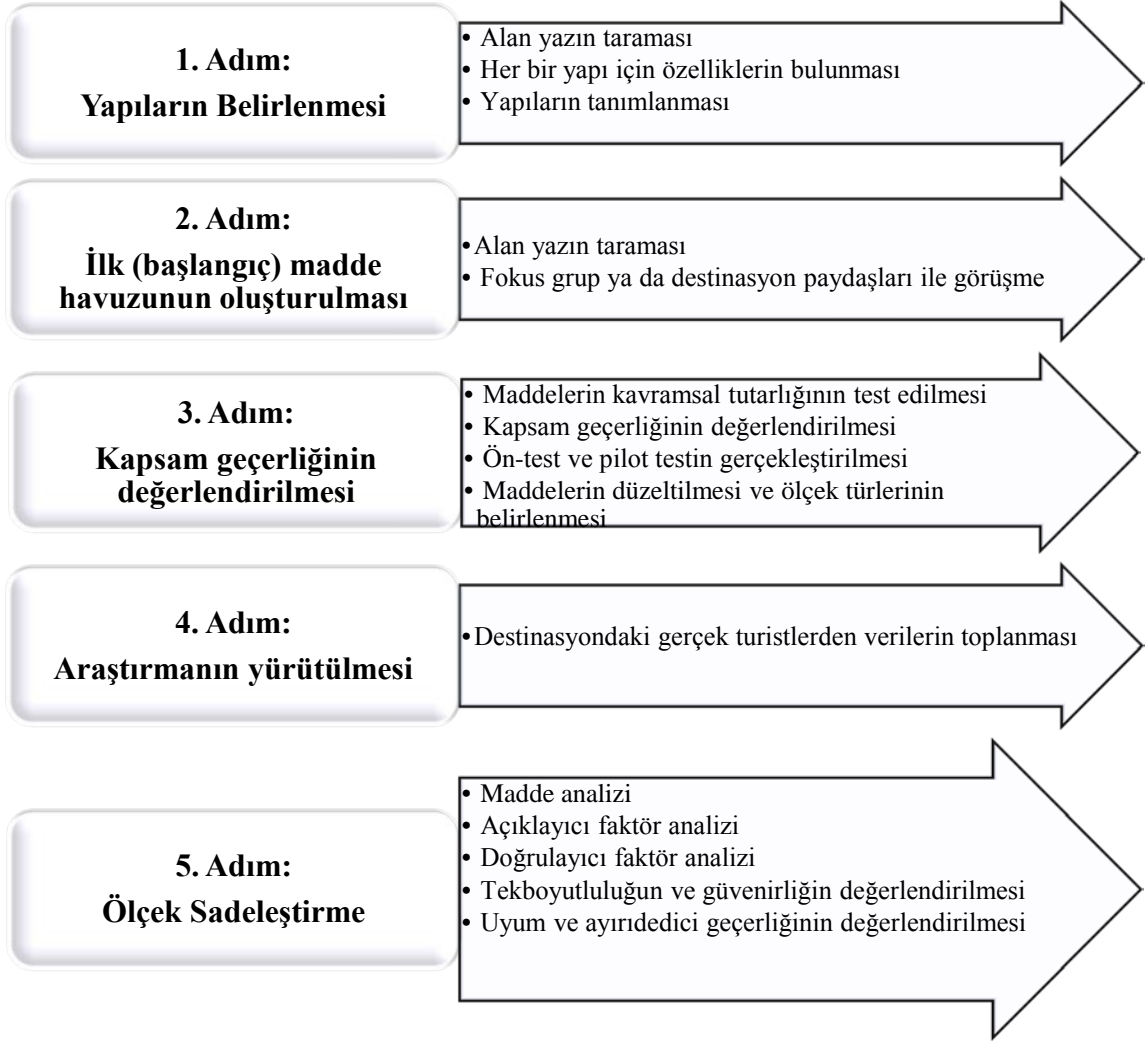 1. Adım:
Yapıların Belirlenmesi
• Alan yazın taraması
• Her bir yapı için özelliklerin bulunması
• Yapıların tanımlanması
2. Adım:
İlk (başlangıç) madde
havuzunun oluşturulması
•Alan yazın taraması
• Fokus grup ya da destinasyon paydaşları ile görüşme
3. Adım:
Kapsam geçerliğinin
değerlendirilmesi
• Maddelerin kavramsal tutarlığının test edilmesi
• Kapsam geçerliğinin değerlendirilmesi
• Ön-test ve pilot testin gerçekleştirilmesi
• Maddelerin düzeltilmesi ve ölçek türlerinin
belirlenmesi
4. Adım:
Araştırmanın yürütülmesi
•Destinasyondaki gerçek turistlerden verilerin toplanması
5. Adım:
Ölçek Sadeleştirme
• Madde analizi
• Açıklayıcı faktör analizi
• Doğrulayıcı faktör analizi
• Tekboyutluluğun ve güvenirliğin değerlendirilmesi
• Uyum ve ayırıdedici geçerliğinin değerlendirilmesi